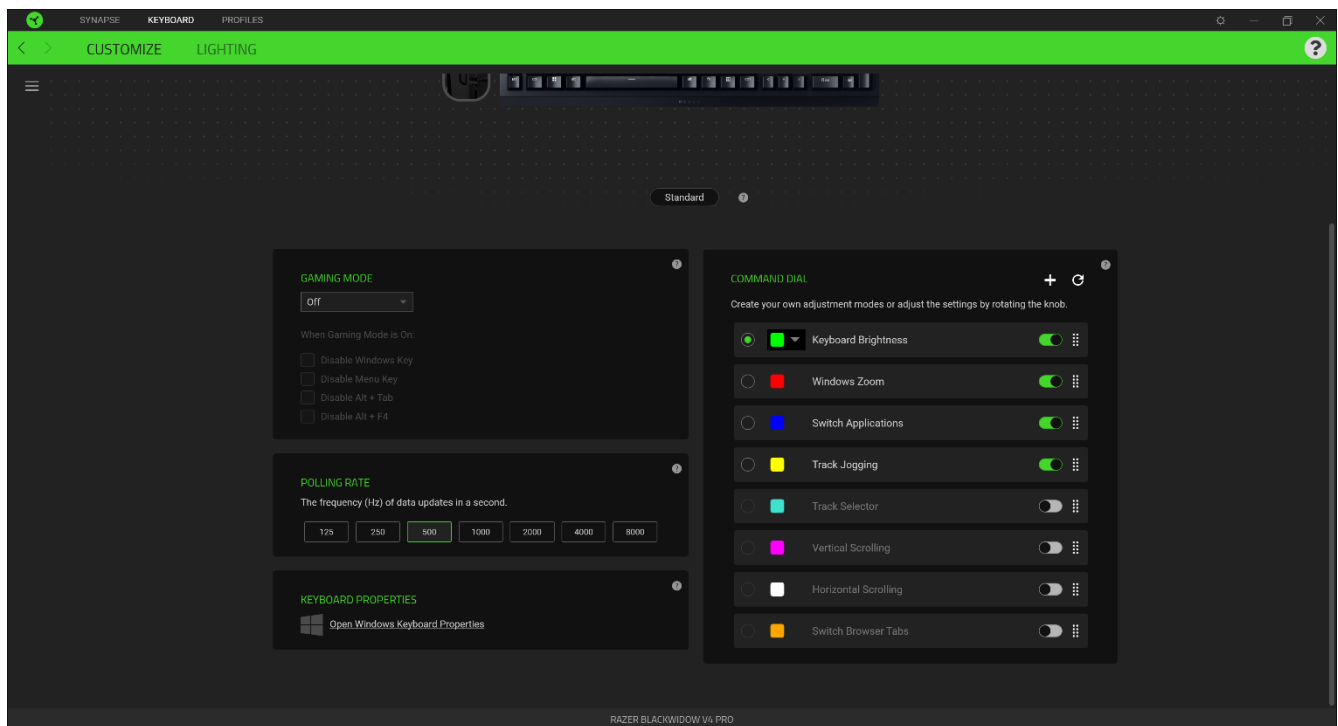 SYNAPSE KEYBOARD PROFILES
CUSTOMIZE LIGHTING
?
Standard ?
GAMING MODE
?
Off
When Gaming Mode is On:
Disable Windows Key
Disable Menu Key
Disable Alt + Tab
Disable Alt + F4
POLLING RATE
?
The frequency (Hz) of data updates in a second.
125 250 500 1000 2000 4000 8000
KEYBOARD PROPERTIES
?
Open Windows Keyboard Properties
COMMAND DIAL
?
Create your own adjustment modes or adjust the settings by rotating the knob.
Keyboard Brightness
Windows Zoom
Switch Applications
Track Jogging
Track Selector
Vertical Scrolling
Horizontal Scrolling
Switch Browser Tabs
RAZER BLACKWIDOW V4 PRO